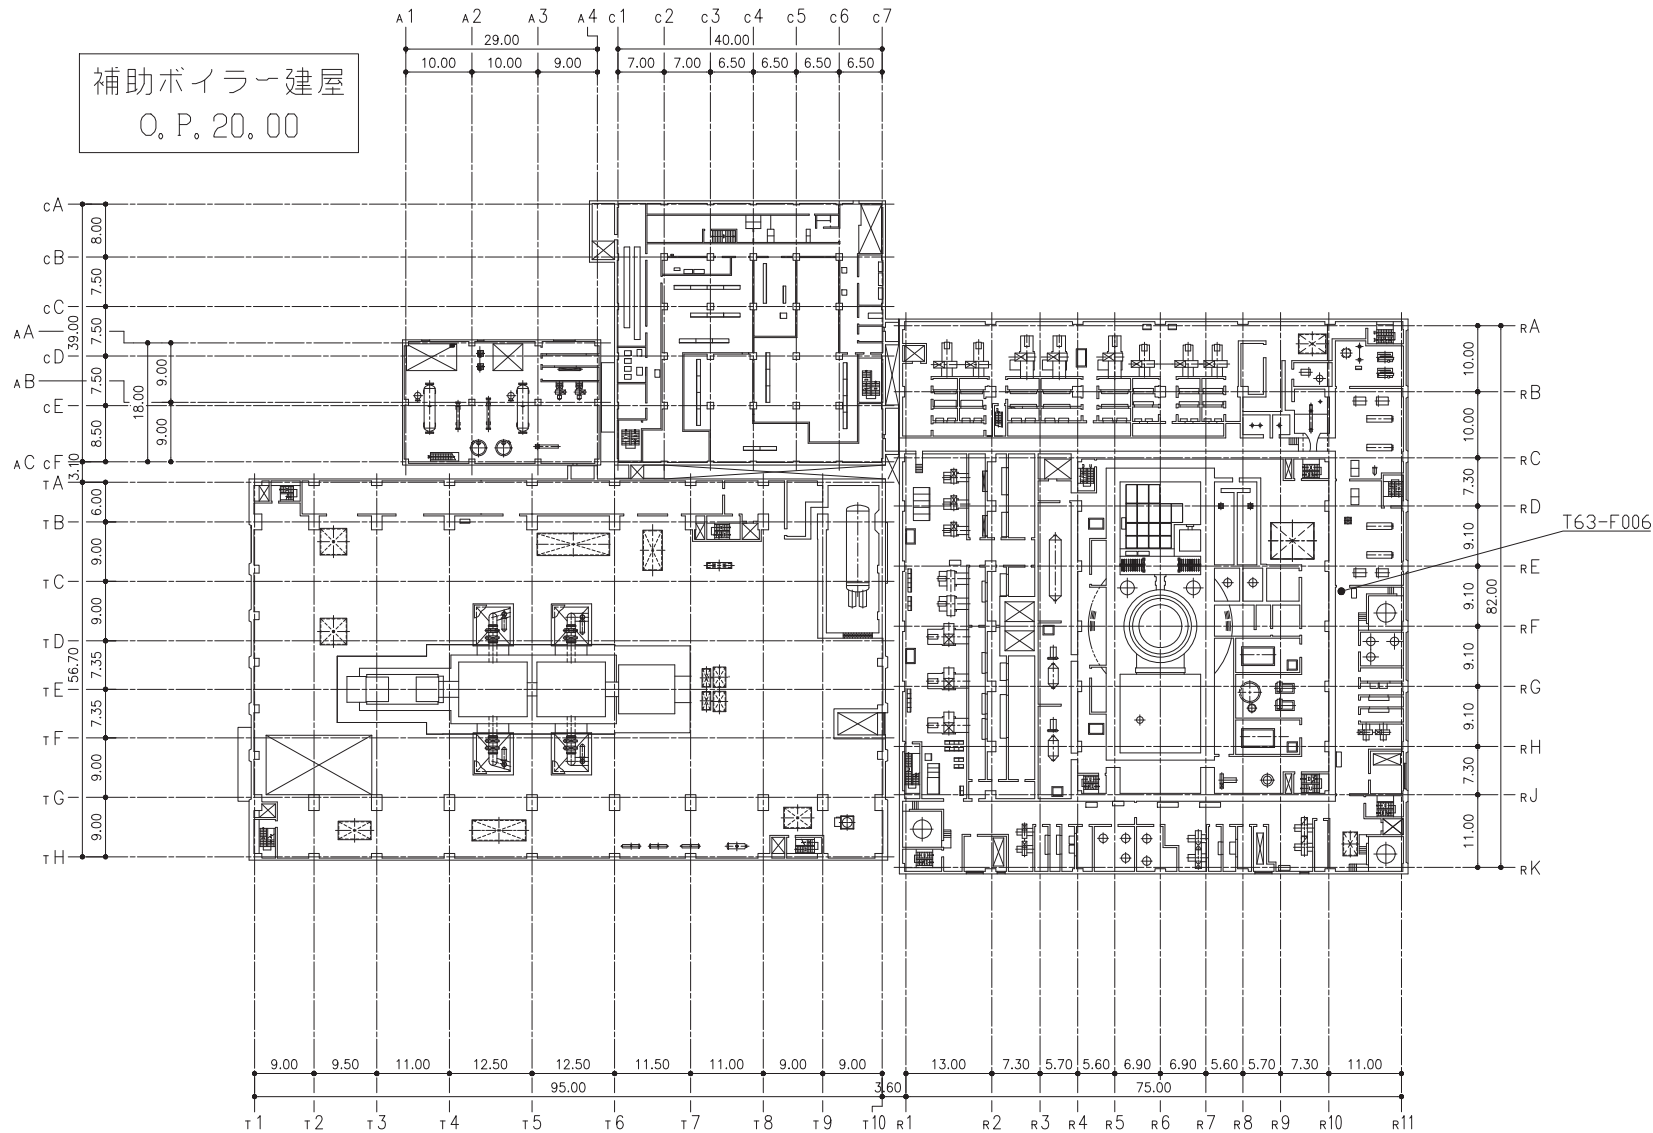 A1 A2 A3 A4 C1 C2 C3 C4 C5 C6 C7
29.00 40.00
10.00 10.00 9.00 7.00 7.00 6.50 6.50 6.50 6.50
補助ボイラー建屋
O.P.20.00
CA
8.00
CB
7.50
CC
AA
39.00
7.50
CD
AB
7.50
CE
8.50
AC CF
3.10
18.00
9.00
9.00
TA
6.00
TB
9.00
TC
9.00
TD
7.35
56.70
TE
7.35
TF
9.00
TG
9.00
TH
RA
10.00
RB
10.00
RC
7.30
RD
9.10
T63-F006
RE
9.10
82.00
RF
9.10
RG
9.10
RH
7.30
RJ
11.00
RK
9.00 9.50 11.00 12.50 12.50 11.50 11.00 9.00 9.00 13.00 7.30 5.70 5.60 6.90 6.90 5.60 5.70 7.30 11.00
95.00 3.60 75.00
T1 T2 T3 T4 T5 T6 T7 T8 T9 T10 R1 R2 R3 R4 R5 R6 R7 R8 R9 R10 R11